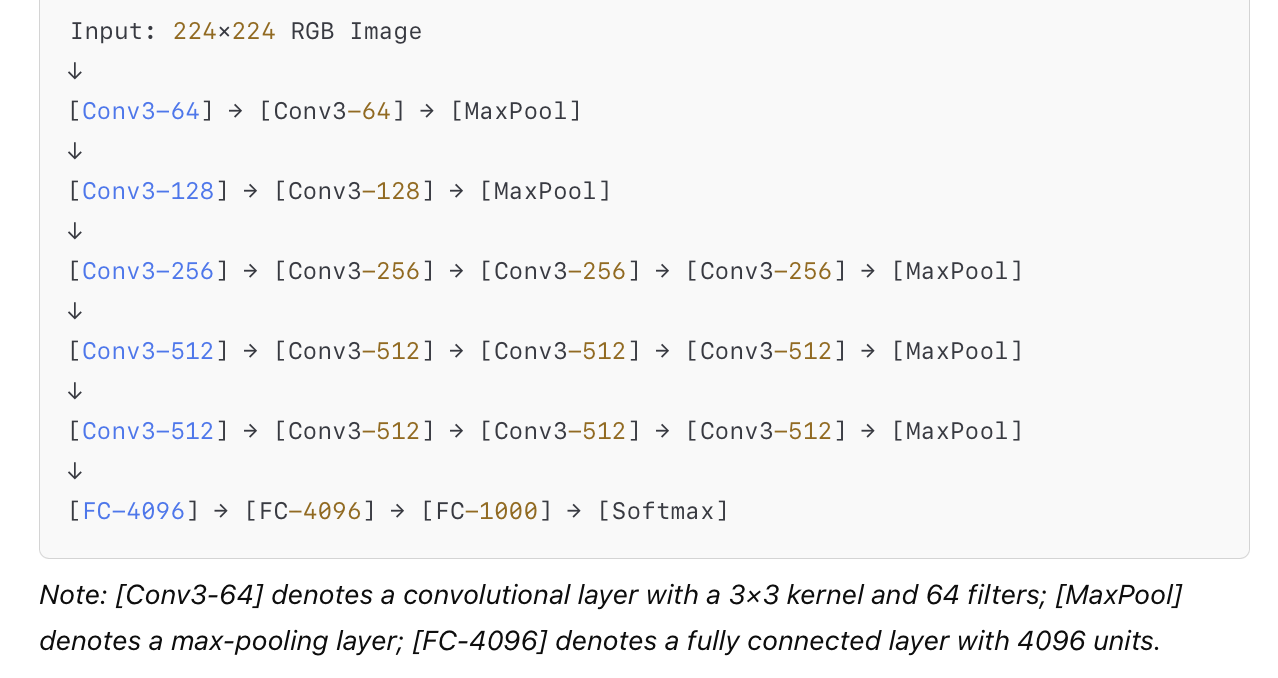 Input: 224×224 RGB Image
↓
[Conv3-64] → [Conv3-64] → [MaxPool]
↓
[Conv3-128] → [Conv3-128] → [MaxPool]
↓
[Conv3-256] → [Conv3-256] → [Conv3-256] → [Conv3-256] → [MaxPool]
↓
[Conv3-512] → [Conv3-512] → [Conv3-512] → [Conv3-512] → [MaxPool]
↓
[Conv3-512] → [Conv3-512] → [Conv3-512] → [Conv3-512] → [MaxPool]
↓
[FC-4096] → [FC-4096] → [FC-1000] → [Softmax]
Note: [Conv3-64] denotes a convolutional layer with a 3×3 kernel and 64 filters; [MaxPool]
denotes a max-pooling layer; [FC-4096] denotes a fully connected layer with 4096 units.